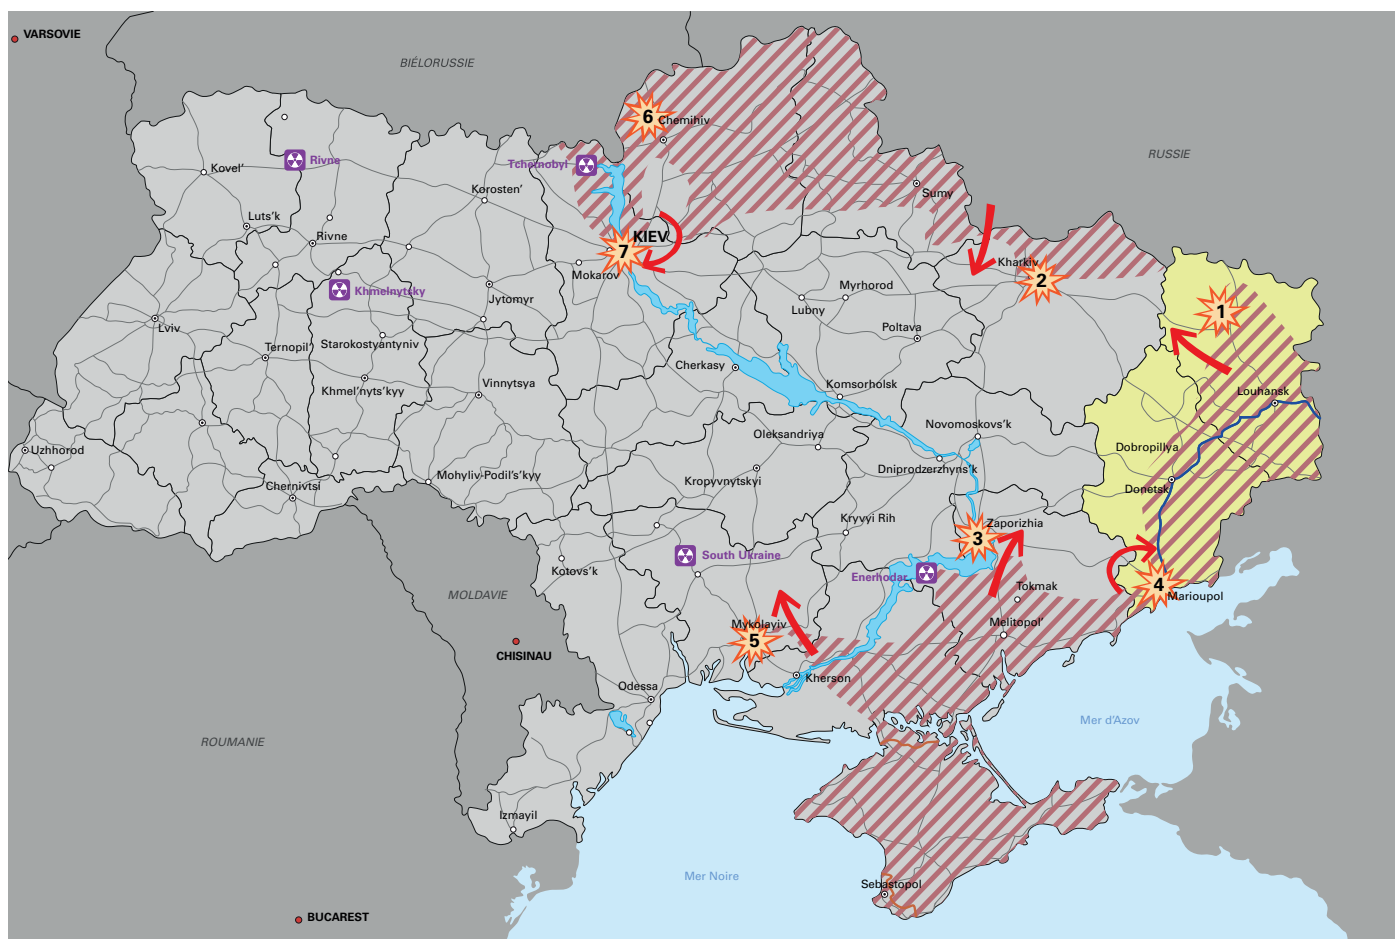 VARSOVIE
BIÉLORUSSIE
6
Chernihiv
RUSSIE
Rivne
Tchernobyl
Kovel'
Korosten'
Sumy
Luts'k
Rivne
KIEV
7
Mokarov
Kharkiv
2
Khmelnytsky
Jytomyr
Myrhorod
Lubny
1
Lviv
Starokostyantyniv
Ternopil'
Poltava
Cherkasy
Khmel'nyts'kyy
Vinnytsya
Komsorholsk
Louhansk
Novomoskovs'k
Oleksandriya
Dobropillya
Uzhhorod
Dniprodzerzhyns'k
Chernivtsi
Mohyliv-Podil's'kyy
Kropyvnytskyi
Donetsk
Kryvyi Rih
Zaporizhia
3
South Ukraine
Kotovs'k
Enerhodar
Tokmak
4
Marioupol
MOLDAVIE
Mykolayiv
5
Melitopol'
CHISINAU
Kherson
Odessa
Mer d'Azov
ROUMANIE
Izmayil
Mer Noire
Sebastopol
BUCAREST